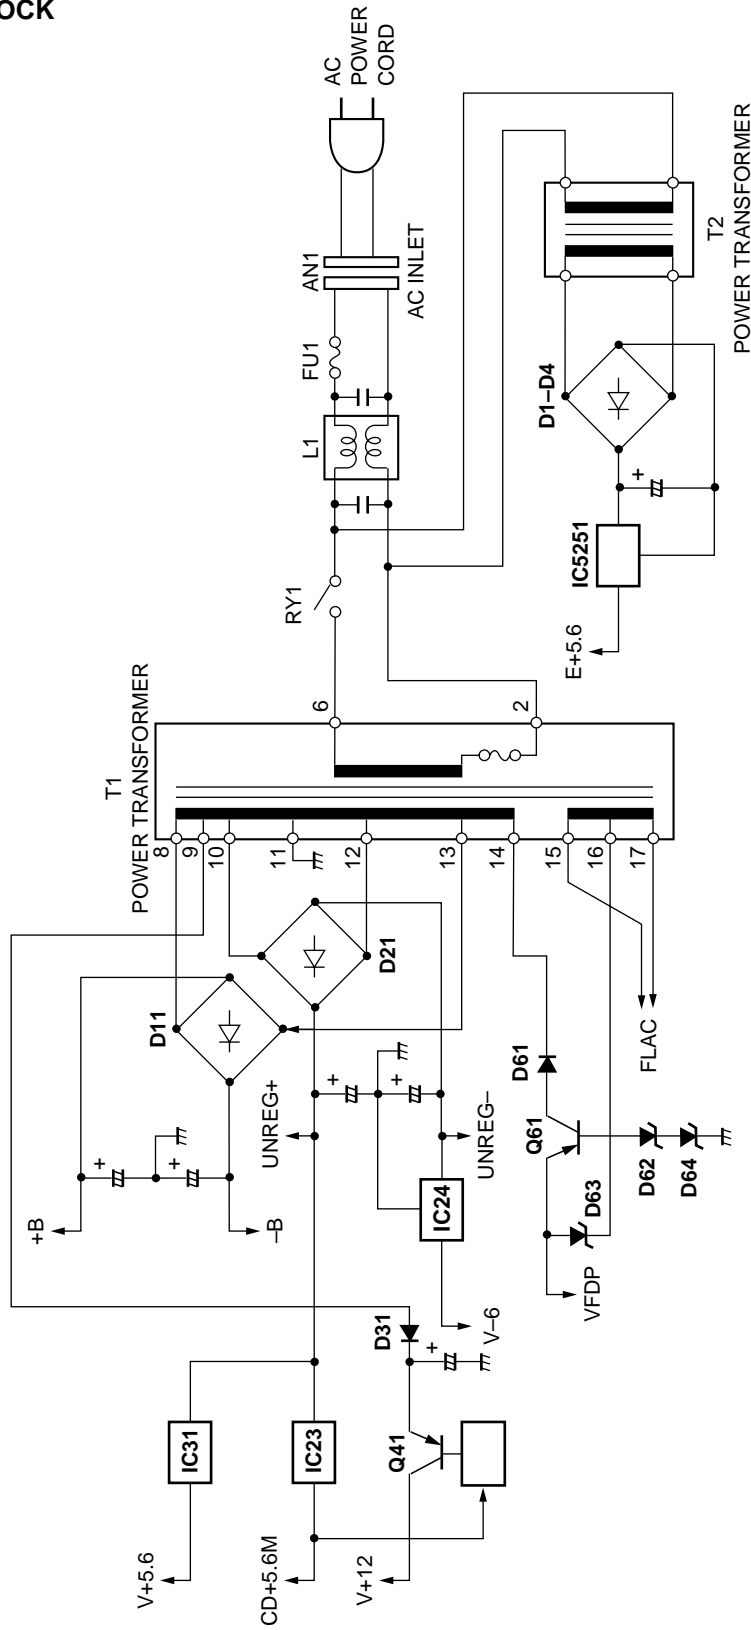 OCK
AC
POWER
CORD
AN1
AC INLET
FU1
L1
RY1
T2
POWER TRANSFORMER
D1–D4
+
IC5251
E+5.6
T1
POWER TRANSFORMER
6
2
8
9
10
11
12
13
14
15
16
17
D11
D21
+
+
+B
–B
UNREG+
+
+
UNREG–
IC24
V–6
D61
Q61
D62
D64
D63
VFDP
FLAC
D31
+
IC31
IC23
Q41
V+5.6
CD+5.6M
V+12